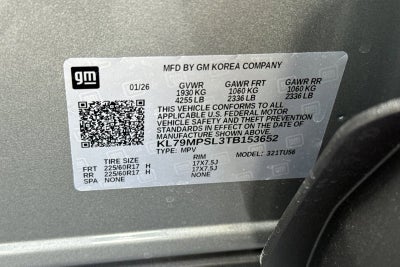 gm
MFD BY GM KOREA COMPANY
01/26 GVWR GAWR FRT GAWR RR
1930 KG 1060 KG 1060 KG
4255 LB 2336 LB 2336 LB
THIS VEHICLE CONFORMS TO ALL
APPLICABLE U.S. FEDERAL MOTOR
VEHICLE SAFETY AND THEFT PREVENTION
STANDARDS IN EFFECT ON THE DATE OF
MANUFACTURE SHOWN ABOVE.
KL79MPSL3TB153652
TYPE: MPV MODEL: 321TU56
TIRE SIZE RIM
FRT 225/60R17 H 17X7.5J
RR 225/60R17 H 17X7.5J
SPA NONE NONE